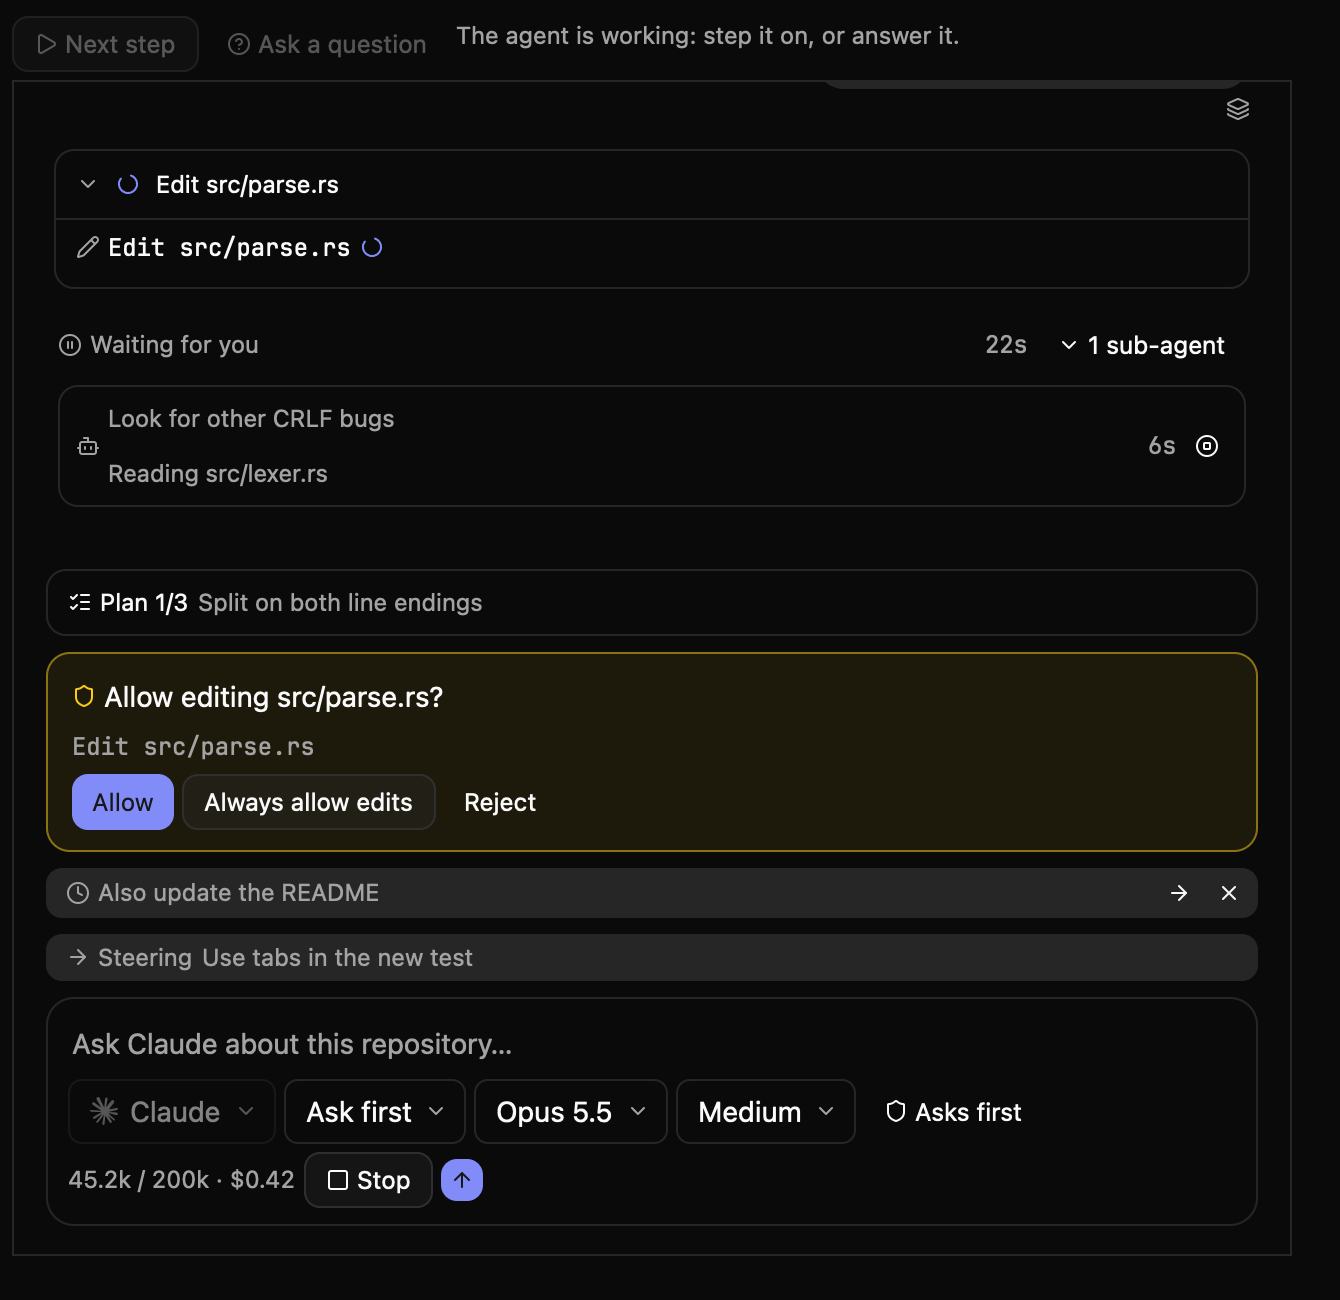 Next step
Ask a question
The agent is working: step it on, or answer it.
Edit src/parse.rs
Edit src/parse.rs
Waiting for you
22s
1 sub-agent
Look for other CRLF bugs
Reading src/lexer.rs
6s
Plan 1/3 Split on both line endings
Allow editing src/parse.rs?
Edit src/parse.rs
Allow
Always allow edits
Reject
Also update the README
Steering Use tabs in the new test
Ask Claude about this repository...
Claude
Ask first
Opus 5.5
Medium
Asks first
45.2k / 200k · $0.42
Stop